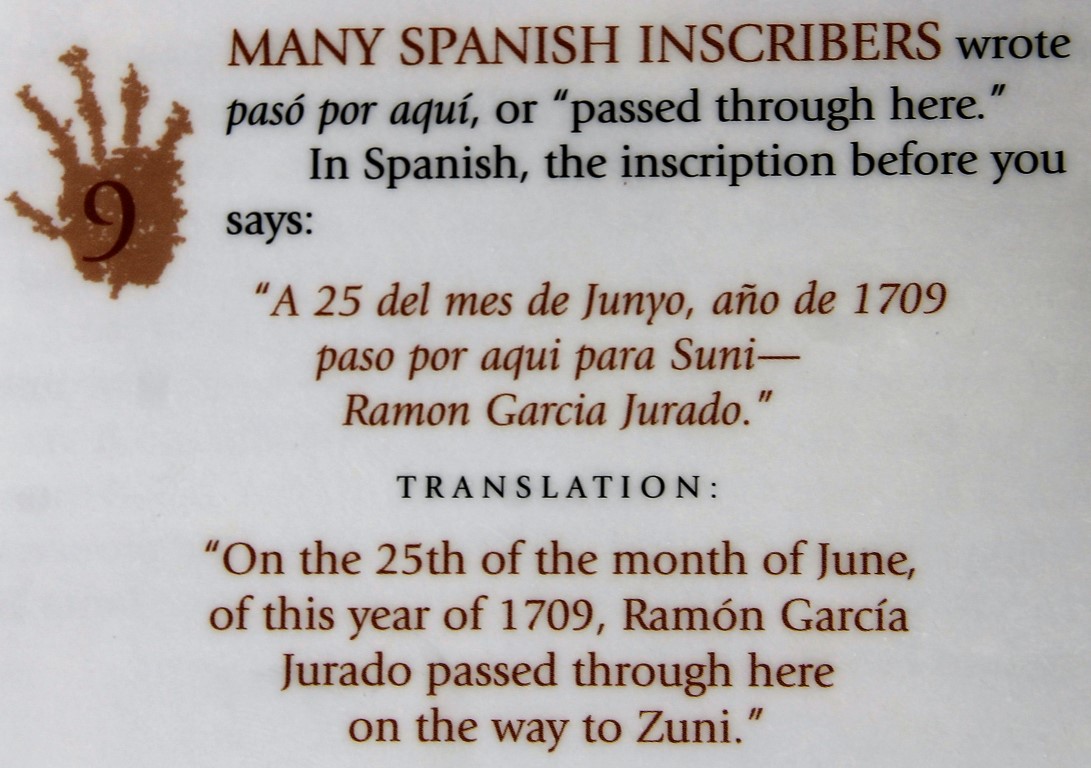 MANY SPANISH INSCRIBERS wrote
pasó por aquí, or “passed through here.”
In Spanish, the inscription before you
says:
9
“A 25 del mes de Junyo, año de 1709
paso por aqui para Suni—
Ramon Garcia Jurado.”
TRANSLATION:
“On the 25th of the month of June,
of this year of 1709, Ramón García
Jurado passed through here
on the way to Zuni.”